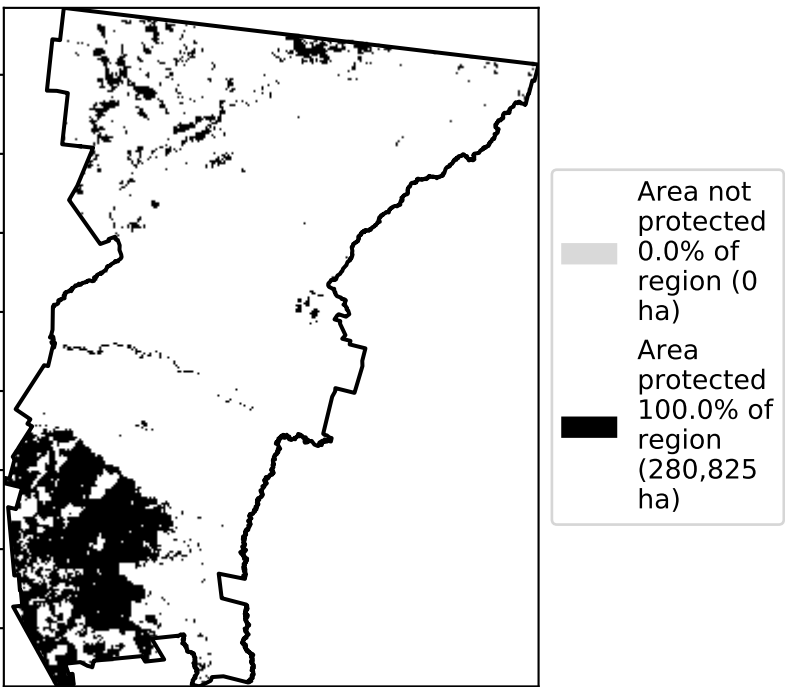 Area not
protected
0.0% of
region (0
ha)
Area
protected
100.0% of
region
(280,825
ha)